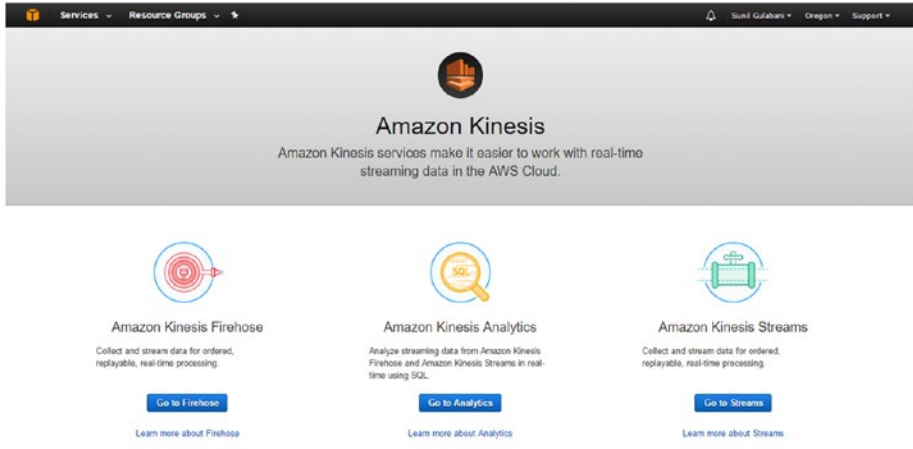 Services Resource Groups Sunil Gulabani Oregon Support
Amazon Kinesis
Amazon Kinesis services make it easier to work with real-time
streaming data in the AWS Cloud.
SQL
Amazon Kinesis Firehose
Collect and stream data for ordered,
replayable, real-time processing.
Go to Firehose
Learn more about Firehose
Amazon Kinesis Analytics
Analyze streaming data from Amazon Kinesis
Firehose and Amazon Kinesis Streams in real-
time using SQL.
Go to Analytics
Learn more about Analytics
Amazon Kinesis Streams
Collect and stream data for ordered,
replayable, real-time processing.
Go to Streams
Learn more about Streams